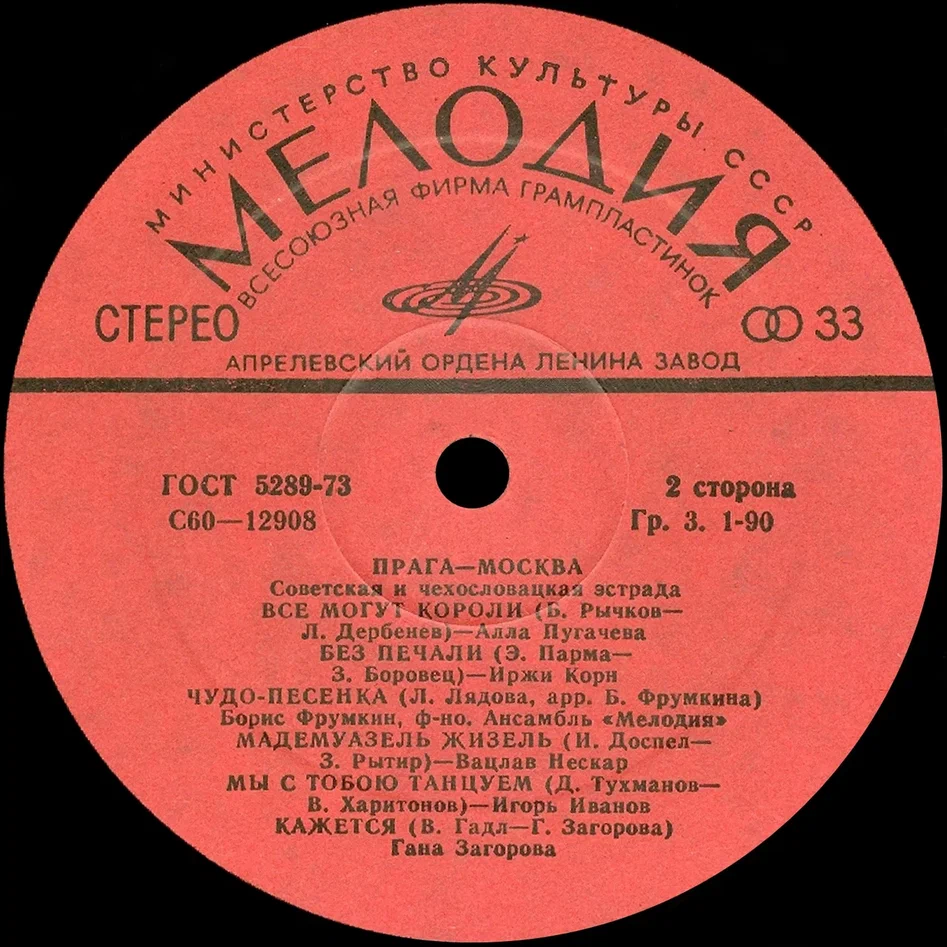 МИНИСТЕРСТВО КУЛЬТУРЫ СССР
МЕЛОДИЯ
ВСЕСОЮЗНАЯ ФИРМА ГРАМПЛАСТИНОК
СТЕРЕО
33
АПРЕЛЕВСКИЙ ОРДЕНА ЛЕНИНА ЗАВОД
ГОСТ 5289-73
2 сторона
С60—12908
Гр. 3. 1-90
ПРАГА—МОСКВА
Советская и чехословацкая эстрада
ВСЕ МОГУТ КОРОЛИ (Б. Рычков—
Л. Дербенев)—Алла Пугачева
БЕЗ ПЕЧАЛИ (Э. Парма—
З. Боровец)—Иржи Корн
ЧУДО-ПЕСЕНКА (Л. Лядова, арр. Б. Фрумкина)
Борис Фрумкин, ф-но. Ансамбль «Мелодия»
МАДЕМУАЗЕЛЬ ЖИЗЕЛЬ (И. Доспел—
З. Рытир)—Вацлав Нескар
МЫ С ТОБОЮ ТАНЦУЕМ (Д. Тухманов—
В. Харитонов)—Игорь Иванов
КАЖЕТСЯ (В. Гадл—Г. Загорова)
Гана Загорова